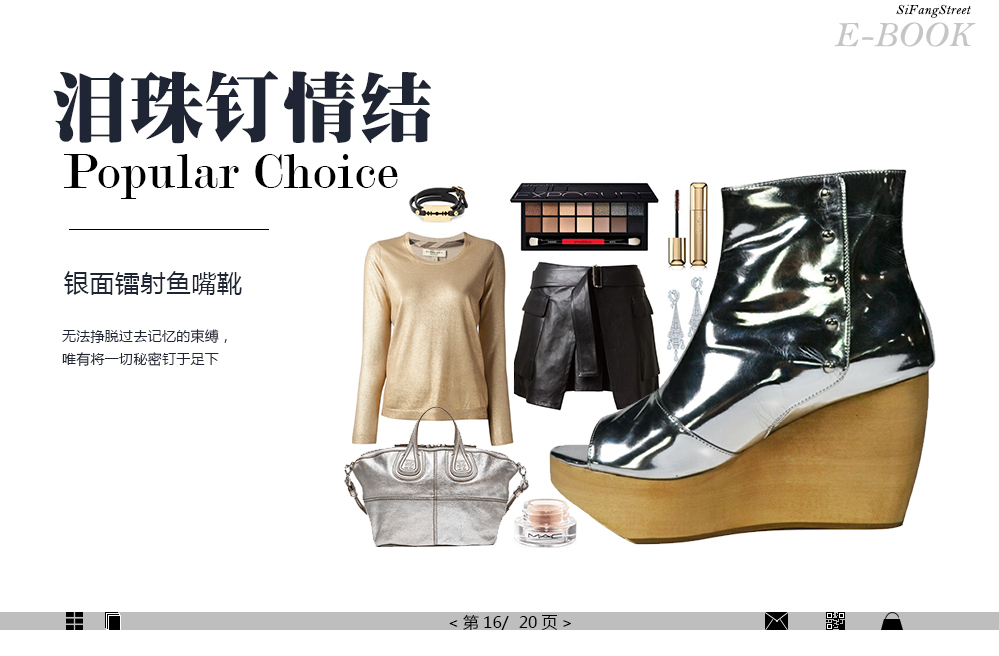 SiFangStreet
E-BOOK
泪珠钉情结
Popular Choice
银面镭射鱼嘴靴
无法挣脱过去记忆的束缚，
唯有将一切秘密钉于足下
MAC
< 第 16/ 20 页 >